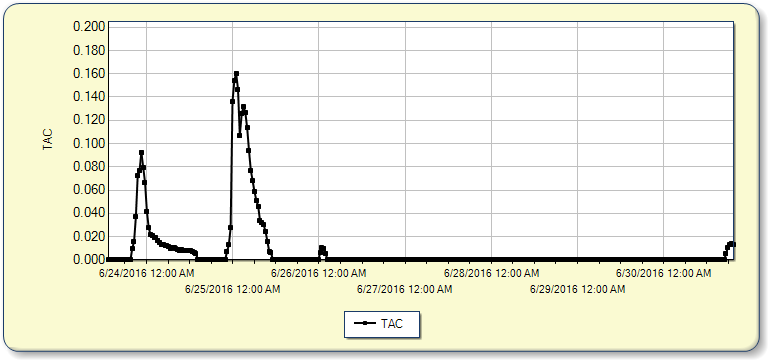 0.200
0.180
0.160
0.140
0.120
0.100
0.080
0.060
0.040
0.020
0.000
TAC
6/24/2016 12:00 AM
6/25/2016 12:00 AM
6/26/2016 12:00 AM
6/27/2016 12:00 AM
6/28/2016 12:00 AM
6/29/2016 12:00 AM
6/30/2016 12:00 AM
TAC